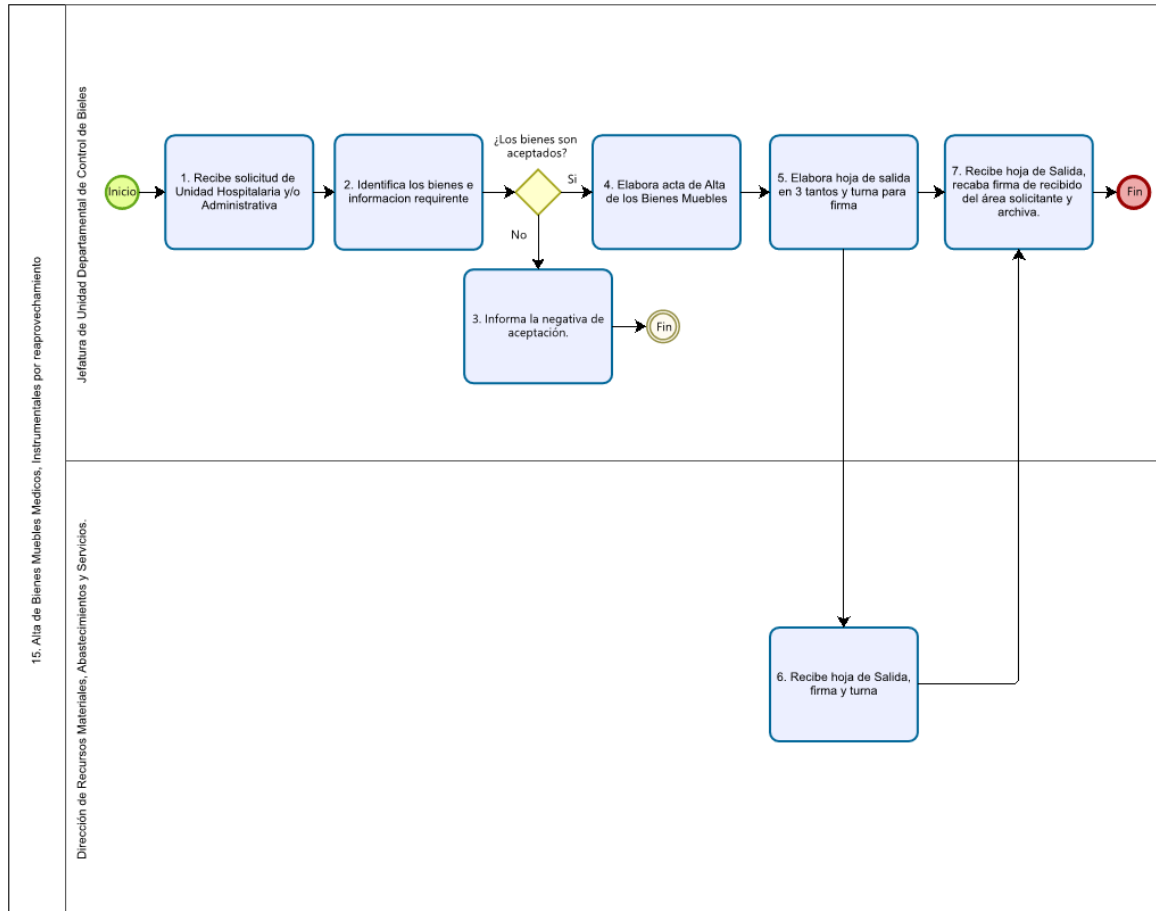 15. Alta de Bienes Muebles Medicos, Instrumentales por reaprovechamiento
Jefatura de Unidad Departamental de Control de Bieles
Inicio
1. Recibe solicitud de
Unidad Hospitalaria y/o
Administrativa
2. Identifica los bienes e
informacion requirente
¿Los bienes son
aceptados?
Si
No
3. Informa la negativa de
aceptación.
Fin
4. Elabora acta de Alta
de los Bienes Muebles
5. Elabora hoja de salida
en 3 tantos y turna para
firma
7. Recibe hoja de Salida,
recaba firma de recibido
del área solicitante y
archiva.
Fin
Dirección de Recursos Materiales, Abastecimientos y Servicios.
6. Recibe hoja de Salida,
firma y turna